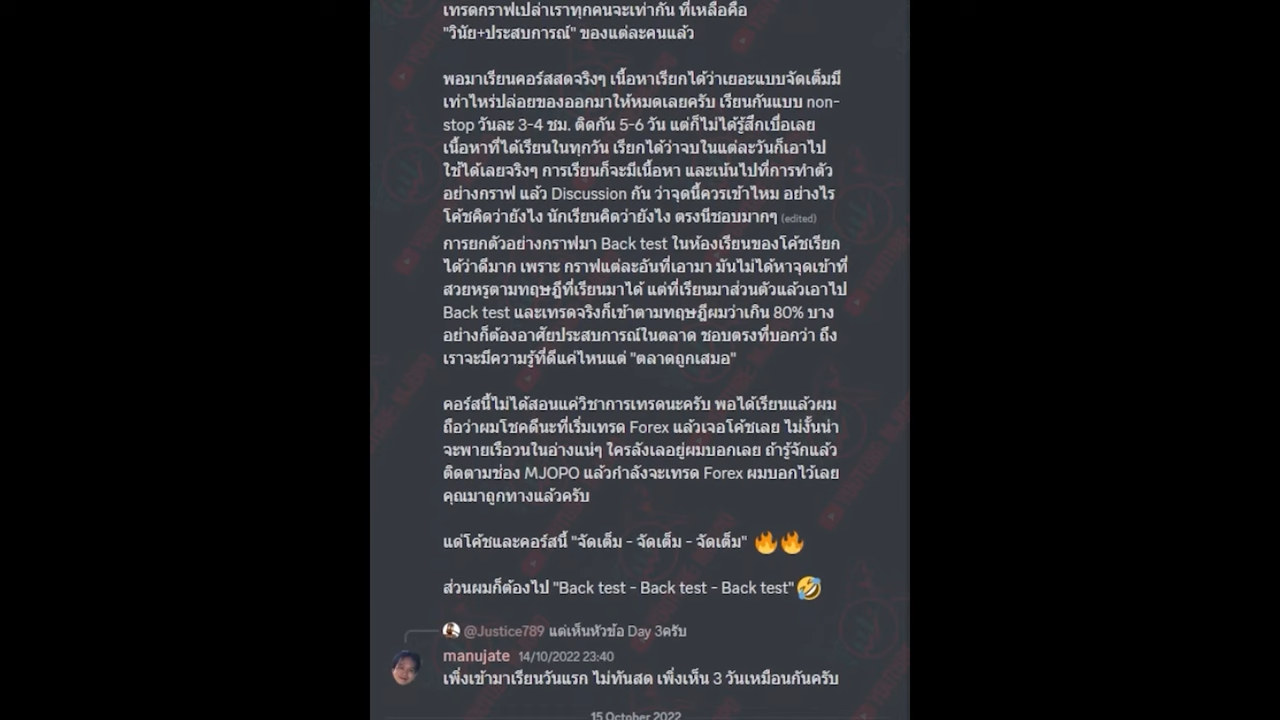 เทรดกราฟเปล่าเราทุกคนจะเท่ากัน ที่เหลือคือ
"วินัย+ประสบการณ์" ของแต่ละคนแล้ว
พอมาเรียนคอร์สสดจริงๆ เนื้อหาเรียกได้ว่าเยอะแบบจัดเต็มมี
เท่าไหร่ปล่อยของออกมาให้หมดเลยครับ เรียนกันแบบ non-
stop วันละ 3-4 ชม. ติดกัน 5-6 วัน แต่ก็ไม่ได้รู้สึกเบื่อเลย
เนื้อหาที่ได้เรียนในทุกวัน เรียกได้ว่าจบในแต่ละวันก็เอาไป
ใช้ได้เลยจริงๆ การเรียนก็จะมีเนื้อหา และเน้นไปที่การทำตัว
อย่างกราฟ แล้ว Discussion กัน ว่าจุดนี้ควรเข้าไหม อย่างไร
โค้ชคิดว่ายังไง นักเรียนคิดว่ายังไง ตรงนี้ชอบมากๆ (edited)
การยกตัวอย่างกราฟมา Back test ในห้องเรียนของโค้ชเรียก
ได้ว่าดีมาก เพราะ กราฟแต่ละอันที่เอามา มันไม่ได้หาจุดเข้าที่
สวยหรูตามทฤษฎีที่เรียนมาได้ แต่ที่เรียนมาส่วนตัวแล้วเอาไป
Back test และเทรดจริงก็เข้าตามทฤษฎีผมว่าเกิน 80% บาง
อย่างก็ต้องอาศัยประสบการณ์ในตลาด ชอบตรงที่บอกว่า ถึง
เราจะมีความรู้ที่ดีแค่ไหนแต่ "ตลาดถูกเสมอ"
คอร์สนี้ไม่ได้สอนแค่วิชาการเทรดนะครับ พอได้เรียนแล้วผม
ถือว่าผมโชคดีนะที่เริ่มเทรด Forex แล้วเจอโค้ชเลย ไม่งั้นน่า
จะพายเรือวนในอ่างแน่ๆ ใครลังเลอยู่ผมบอกเลย ถ้ารู้จักแล้ว
ติดตามช่อง MJOPO แล้วกำลังจะเทรด Forex ผมบอกไว้เลย
คุณมาถูกทางแล้วครับ
แด่โค้ชและคอร์สนี้ "จัดเต็ม - จัดเต็ม - จัดเต็ม" 🔥🔥
ส่วนผมก็ต้องไป "Back test - Back test - Back test" 🤣
@Justice789 แต่เห็นหัวข้อ Day 3ครับ
manujate 14/10/2022 23:40
เพิ่งเข้ามาเรียนวันแรก ไม่ทันสด เพิ่งเห็น 3 วันเหมือนกันครับ
15 October 2022